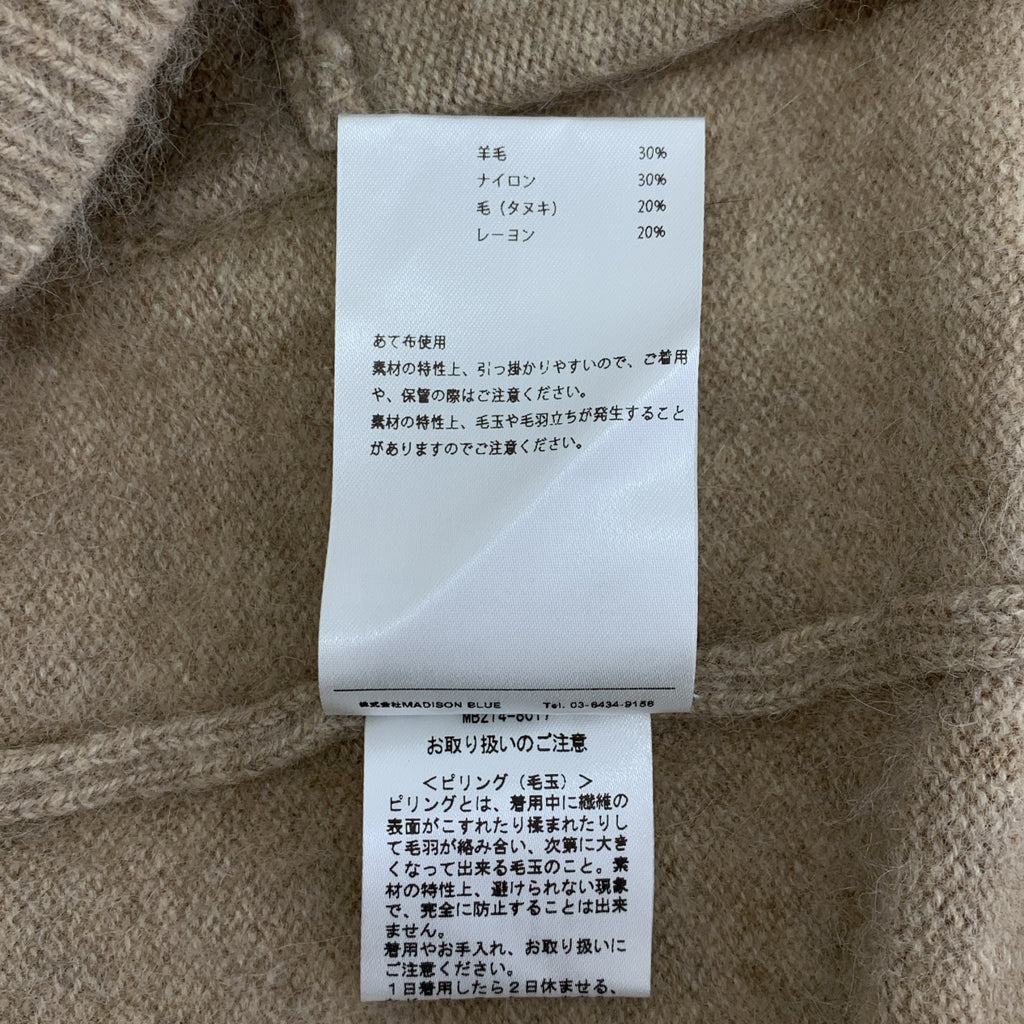 羊毛 30%
ナイロン 30%
毛（タヌキ） 20%
レーヨン 20%
あて布使用
素材の特性上、引っ掛かりやすいので、ご着用
や、保管の際はご注意ください。
素材の特性上、毛玉や毛羽立ちが発生すること
がありますのでご注意ください。
株式会社MADISON BLUE Tel. 03-6434-9156
MB274-8017
お取り扱いのご注意
＜ピリング（毛玉）＞
ピリングとは、着用中に繊維の
表面がこすれたり揉まれたりし
て毛羽が絡み合い、次第に大き
くなって出来る毛玉のこと。素
材の特性上、避けられない現象
で、完全に防止することは出来
ません。
着用やお手入れ、お取り扱いに
ご注意ください。
１日着用したら２日休ませる、